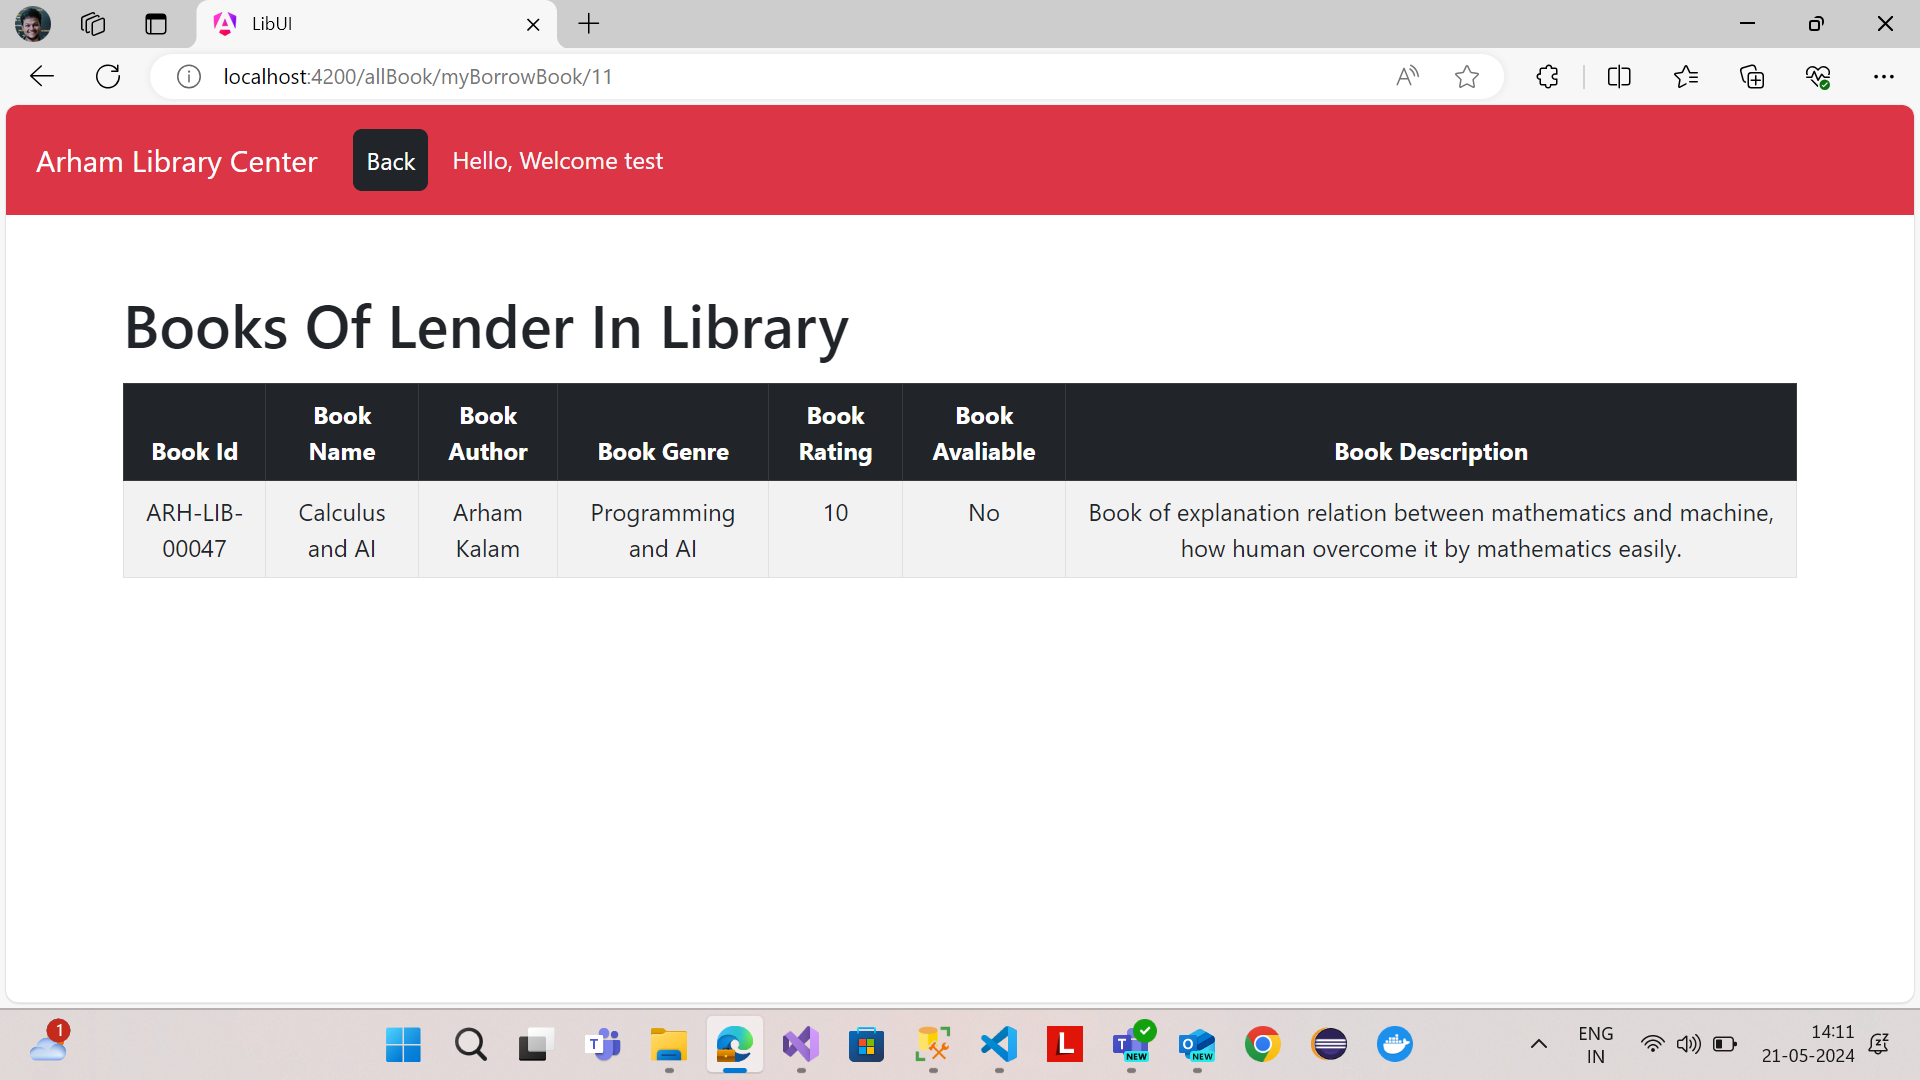 LibUI
localhost:4200/allBook/myBorrowBook/11
Arham Library Center
Back
Hello, Welcome test
Books Of Lender In Library
Book Id
Book
Name
Book
Author
Book Genre
Book
Rating
Book
Avaliable
Book Description
ARH-LIB-
00047
Calculus
and AI
Arham
Kalam
Programming
and AI
10
No
Book of explanation relation between mathematics and machine,
how human overcome it by mathematics easily.
1
T
L
T
NEW
O
NEW
ENG
IN
14:11
21-05-2024